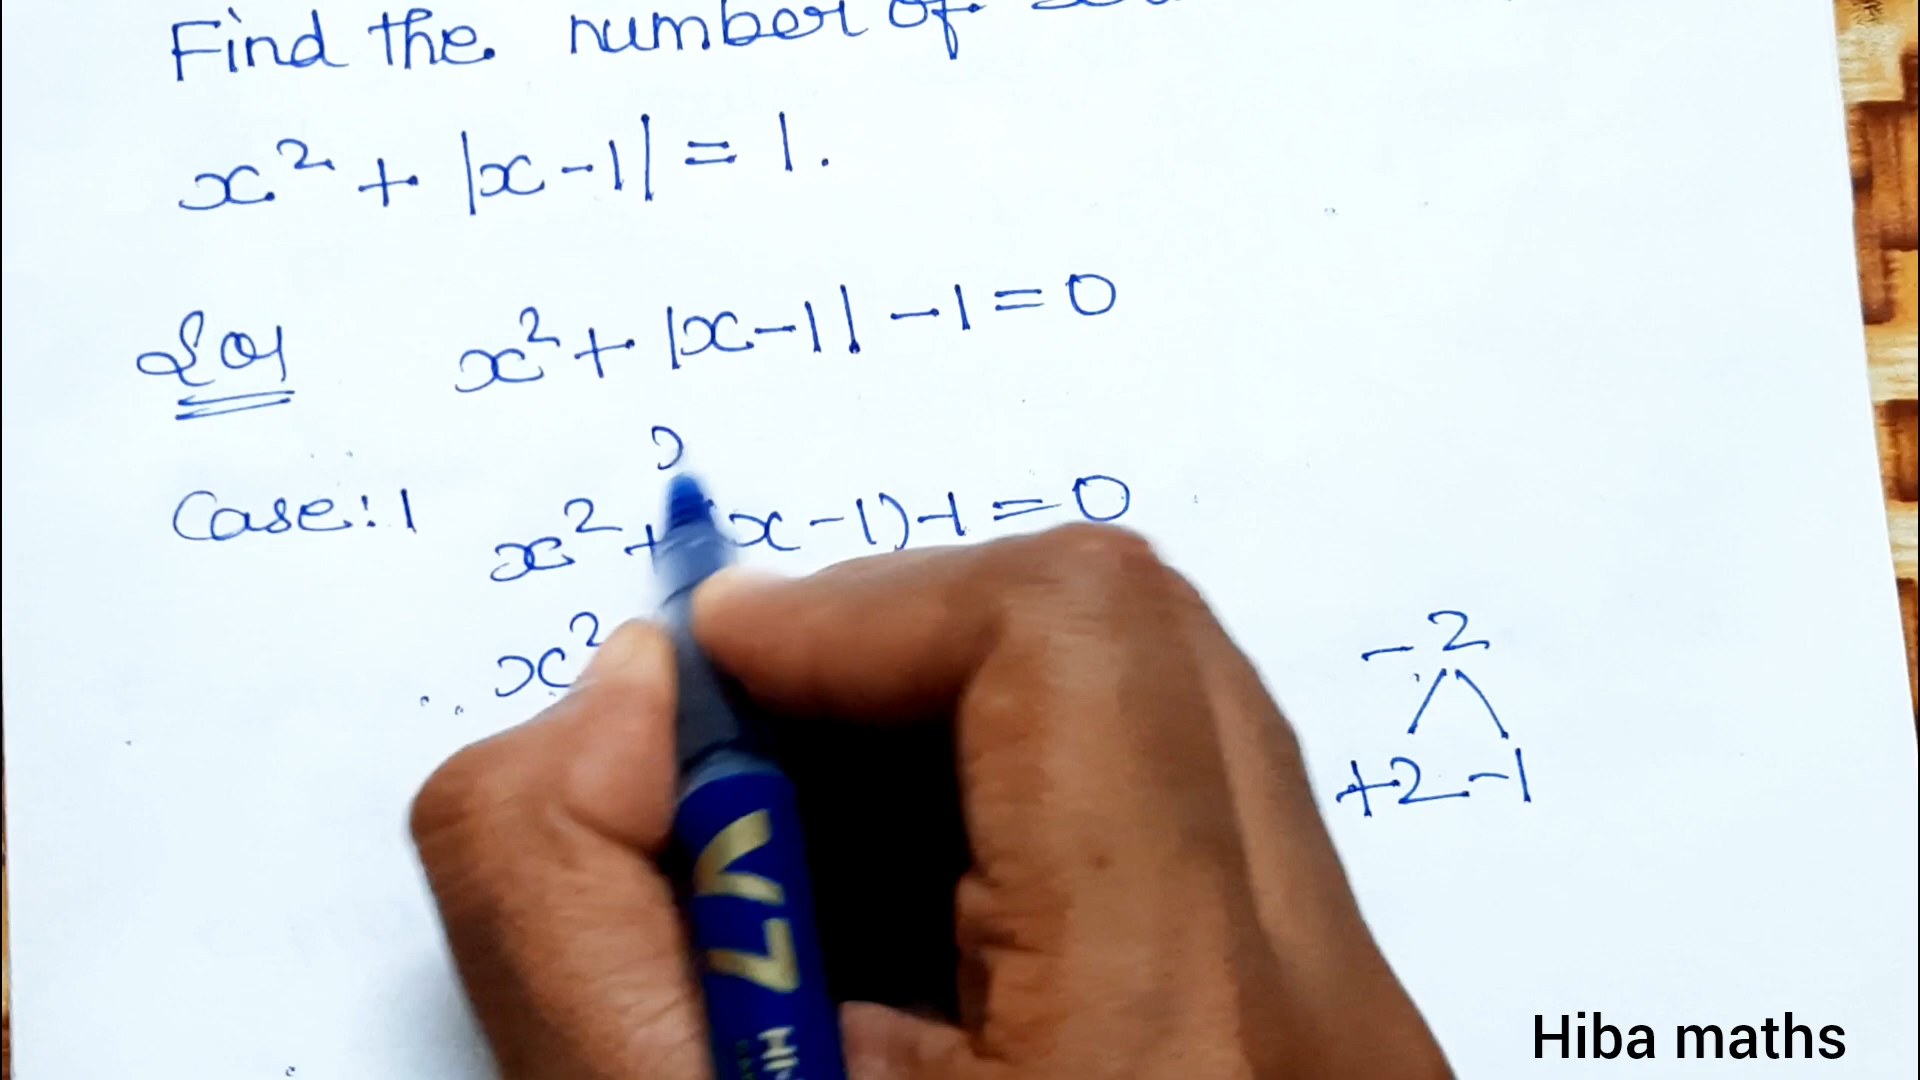 Find the number of
x² + |x-1| = 1.
Sol x² + |x-1| -1 = 0
Case:1 x² + (x-1)-1 = 0
x²
-2
+2 -1
V7
Hiba maths